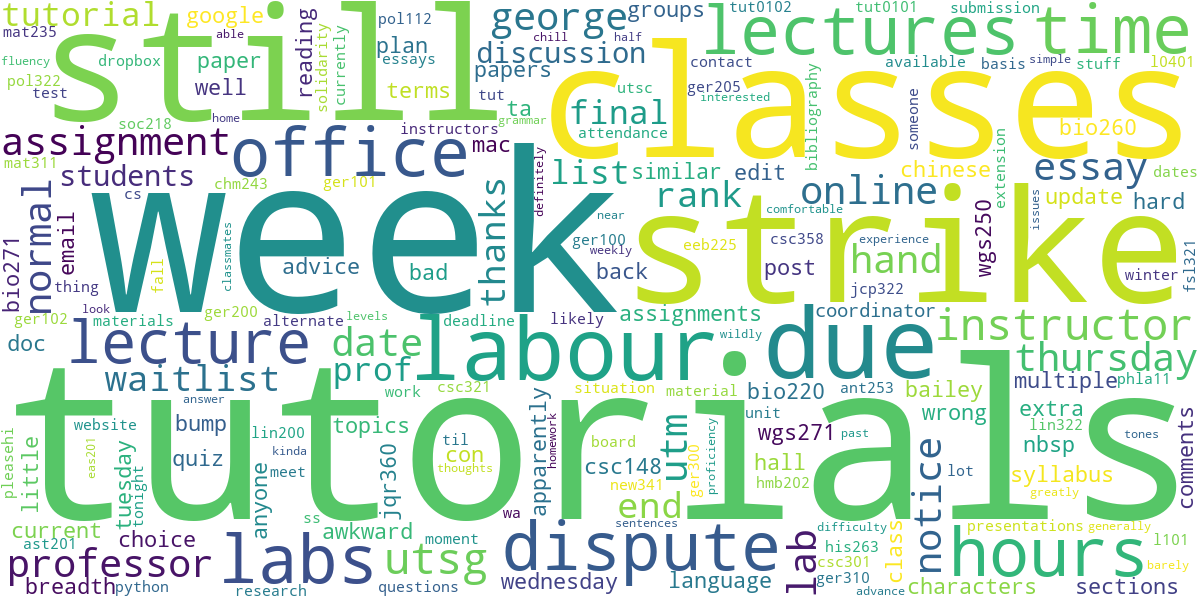 tutorial
google
mat235
able
still
fluency
dropbox
paper
pol322
test
well
home
reading
solidarity
currently
pol112
plan
essays
terms
chill
half
george
discussion
papers
tut
ta
grammar
groups
utsc
final
attendance
tut0102
tut0101
submission
lectures
time
contact
ger205
interested
available
basis
simple
stuff
l0401
classes
bibliography
someone
bio260
soc218
assignment
mat311
students
cs
chm243
ger101
office
instructors
mac
definitely
list
similar
edit
rank
online
chinese
essay
extension
dates
update
hard
issues
wgs250
normal
email
bio271
thing
fall
classmates
advice
bad
thanks
week
near
ger100
weekly
back
eeb225
comfortable
csc358
post
experience
hand
jcp322
strike
winter
fsl321
look
ger102
materials
ger200
alternate
levels
deadline
likely
assignments
wildly
coordinator
instructor
doc
lecture
date
prof
labour.
due
thursday
waitlist
work
csc321
situation
material
bio220
ant253
bailey
multiple
phla11
unit
past
wrong
extra
lin322
nbsp
tones
comments
website
answer
bump
lin200
topics
til
con
thoughts
board
utm
wgs271
csc148
hall
new341
ger300
proficiency
hmb202
syllabus
greatly
lot
notice
pleasehi
little
eas201
tuesday
tonight
quiz
kinda
meet
anyone
jqr360
apparently
homework
tutorials
end
current
ast201
choice
ss
awkward
moment
wa
sentences
difficulty
his263
csc301
class
presentations
generally
l101
barely
professor
breadth
python
labs
research
utsg
questions
dispute
wednesday
language
lab
ger310
advance
hours
characters
sections